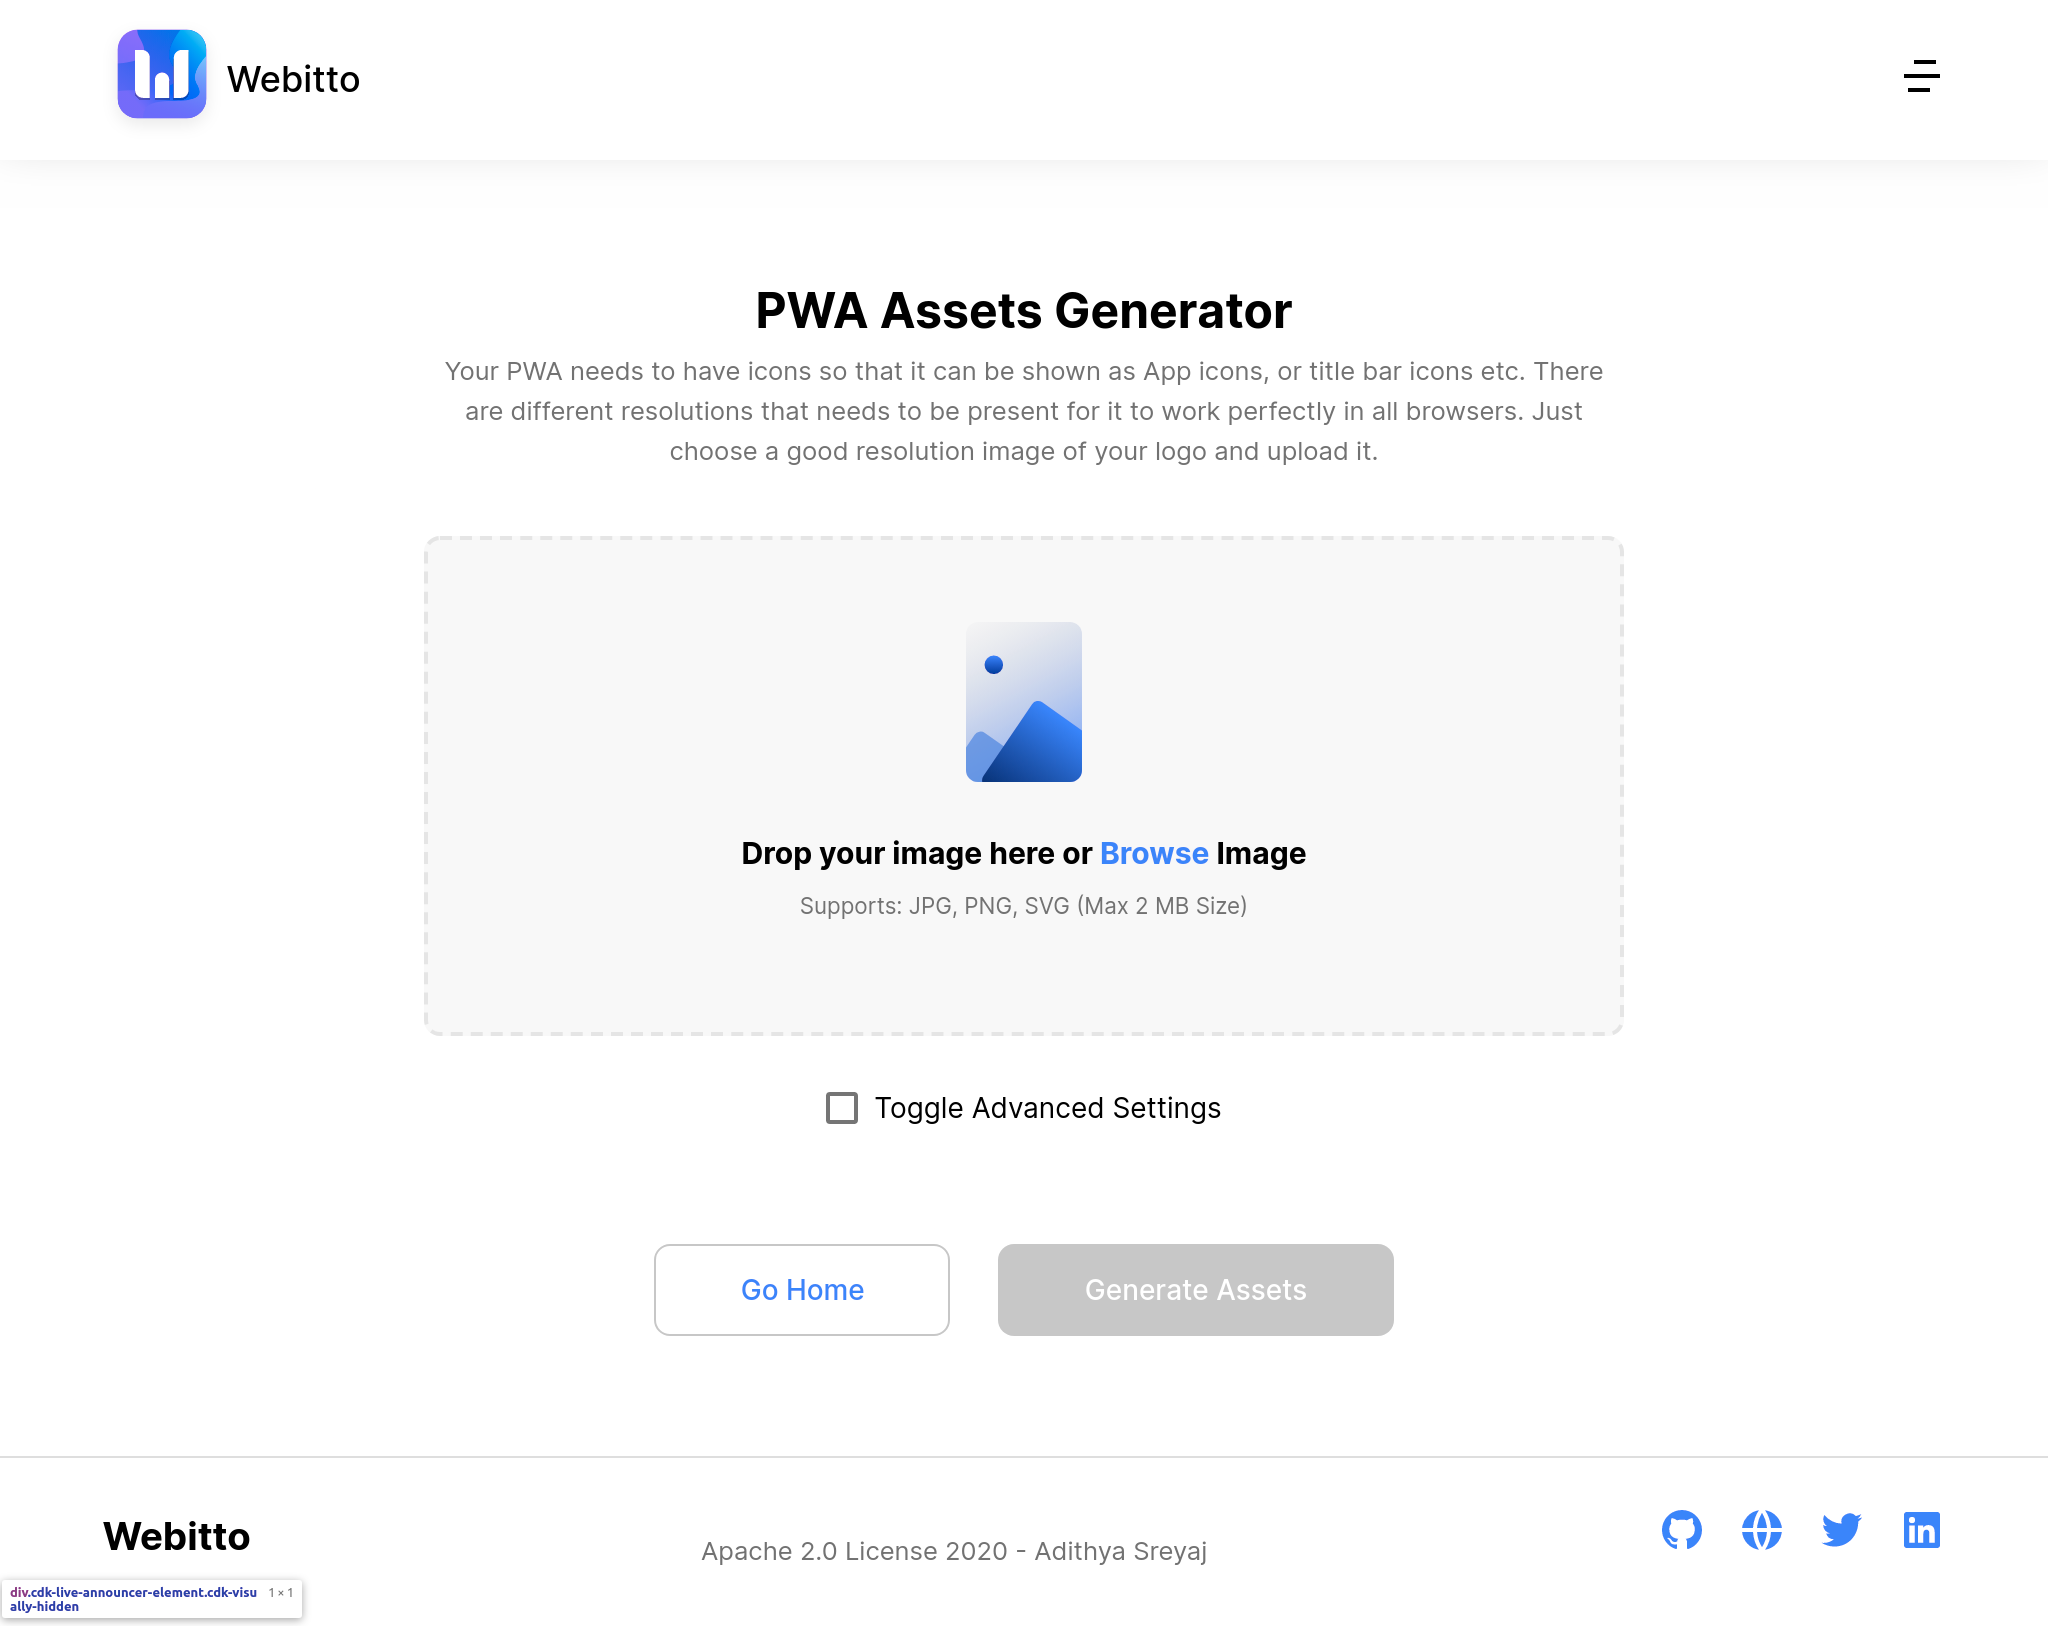 Webitto
PWA Assets Generator
Your PWA needs to have icons so that it can be shown as App icons, or title bar icons etc. There
are different resolutions that needs to be present for it to work perfectly in all browsers. Just
choose a good resolution image of your logo and upload it.
Drop your image here or Browse Image
Supports: JPG, PNG, SVG (Max 2 MB Size)
Toggle Advanced Settings
Go Home
Generate Assets
Webitto
Apache 2.0 License 2020 - Adithya Sreyaj
div.cdk-live-announcer-element.cdk-visu 1 × 1
ally-hidden